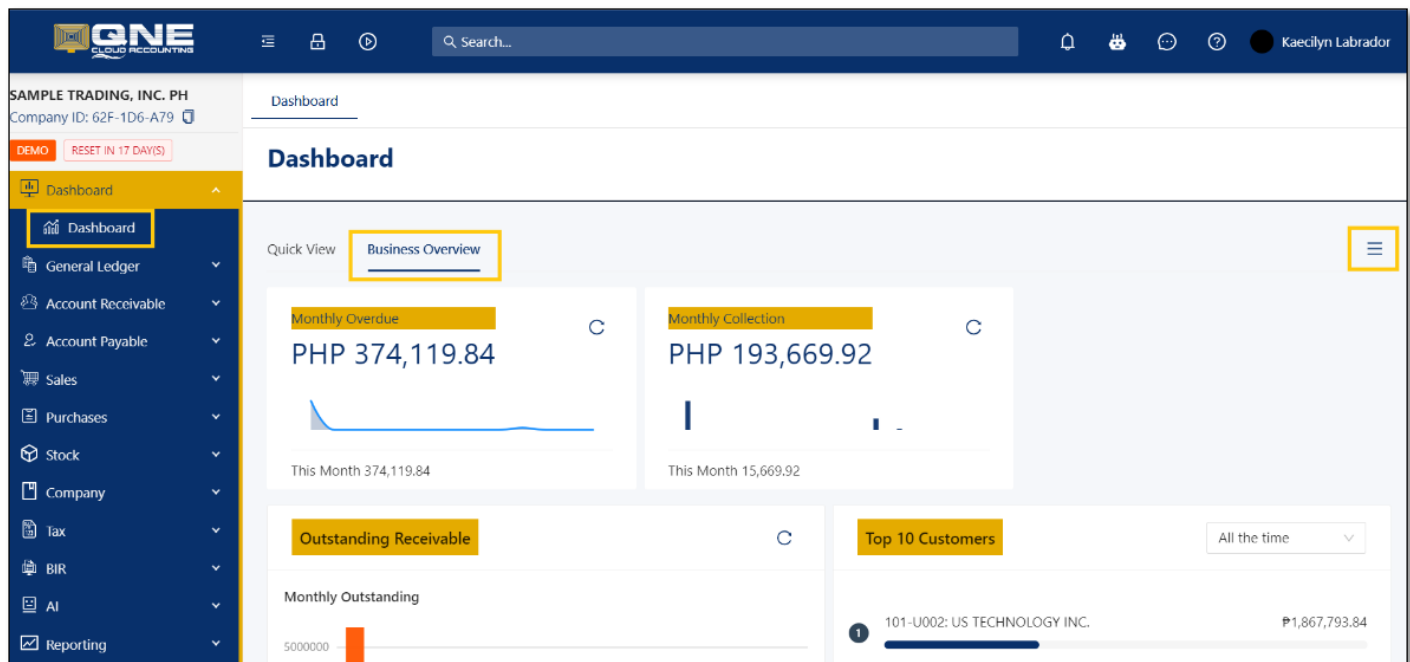 QNE
CLOUD ACCOUNTING
Search...
Kaecilyn Labrador
SAMPLE TRADING, INC. PH
Company ID: 62F-1D6-A79
DEMO
RESET IN 17 DAY(S)
Dashboard
Dashboard
General Ledger
Account Receivable
Account Payable
Sales
Purchases
Stock
Company
Tax
BIR
AI
Reporting
Dashboard
Dashboard
Quick View
Business Overview
Monthly Overdue
PHP 374,119.84
This Month 374,119.84
Monthly Collection
PHP 193,669.92
This Month 15,669.92
Outstanding Receivable
Monthly Outstanding
5000000
Top 10 Customers
All the time
1
101-U002: US TECHNOLOGY INC.
₱1,867,793.84